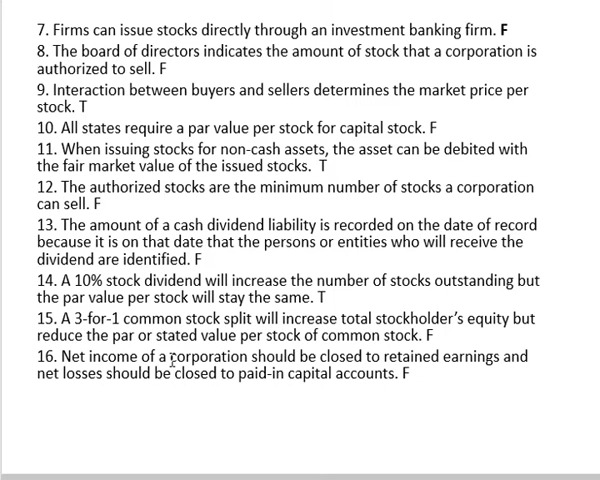 7. Firms can issue stocks directly through an investment banking firm. F
8. The board of directors indicates the amount of stock that a corporation is
authorized to sell. F
9. Interaction between buyers and sellers determines the market price per
stock. T
10. All states require a par value per stock for capital stock. F
11. When issuing stocks for non-cash assets, the asset can be debited with
the fair market value of the issued stocks.  T
12. The authorized stocks are the minimum number of stocks a corporation
can sell. F
13. The amount of a cash dividend liability is recorded on the date of record
because it is on that date that the persons or entities who will receive the
dividend are identified. F
14. A 10% stock dividend will increase the number of stocks outstanding but
the par value per stock will stay the same. T
15. A 3-for-1 common stock split will increase total stockholder’s equity but
reduce the par or stated value per stock of common stock. F
16. Net income of a corporation should be closed to retained earnings and
net losses should be closed to paid-in capital accounts. F